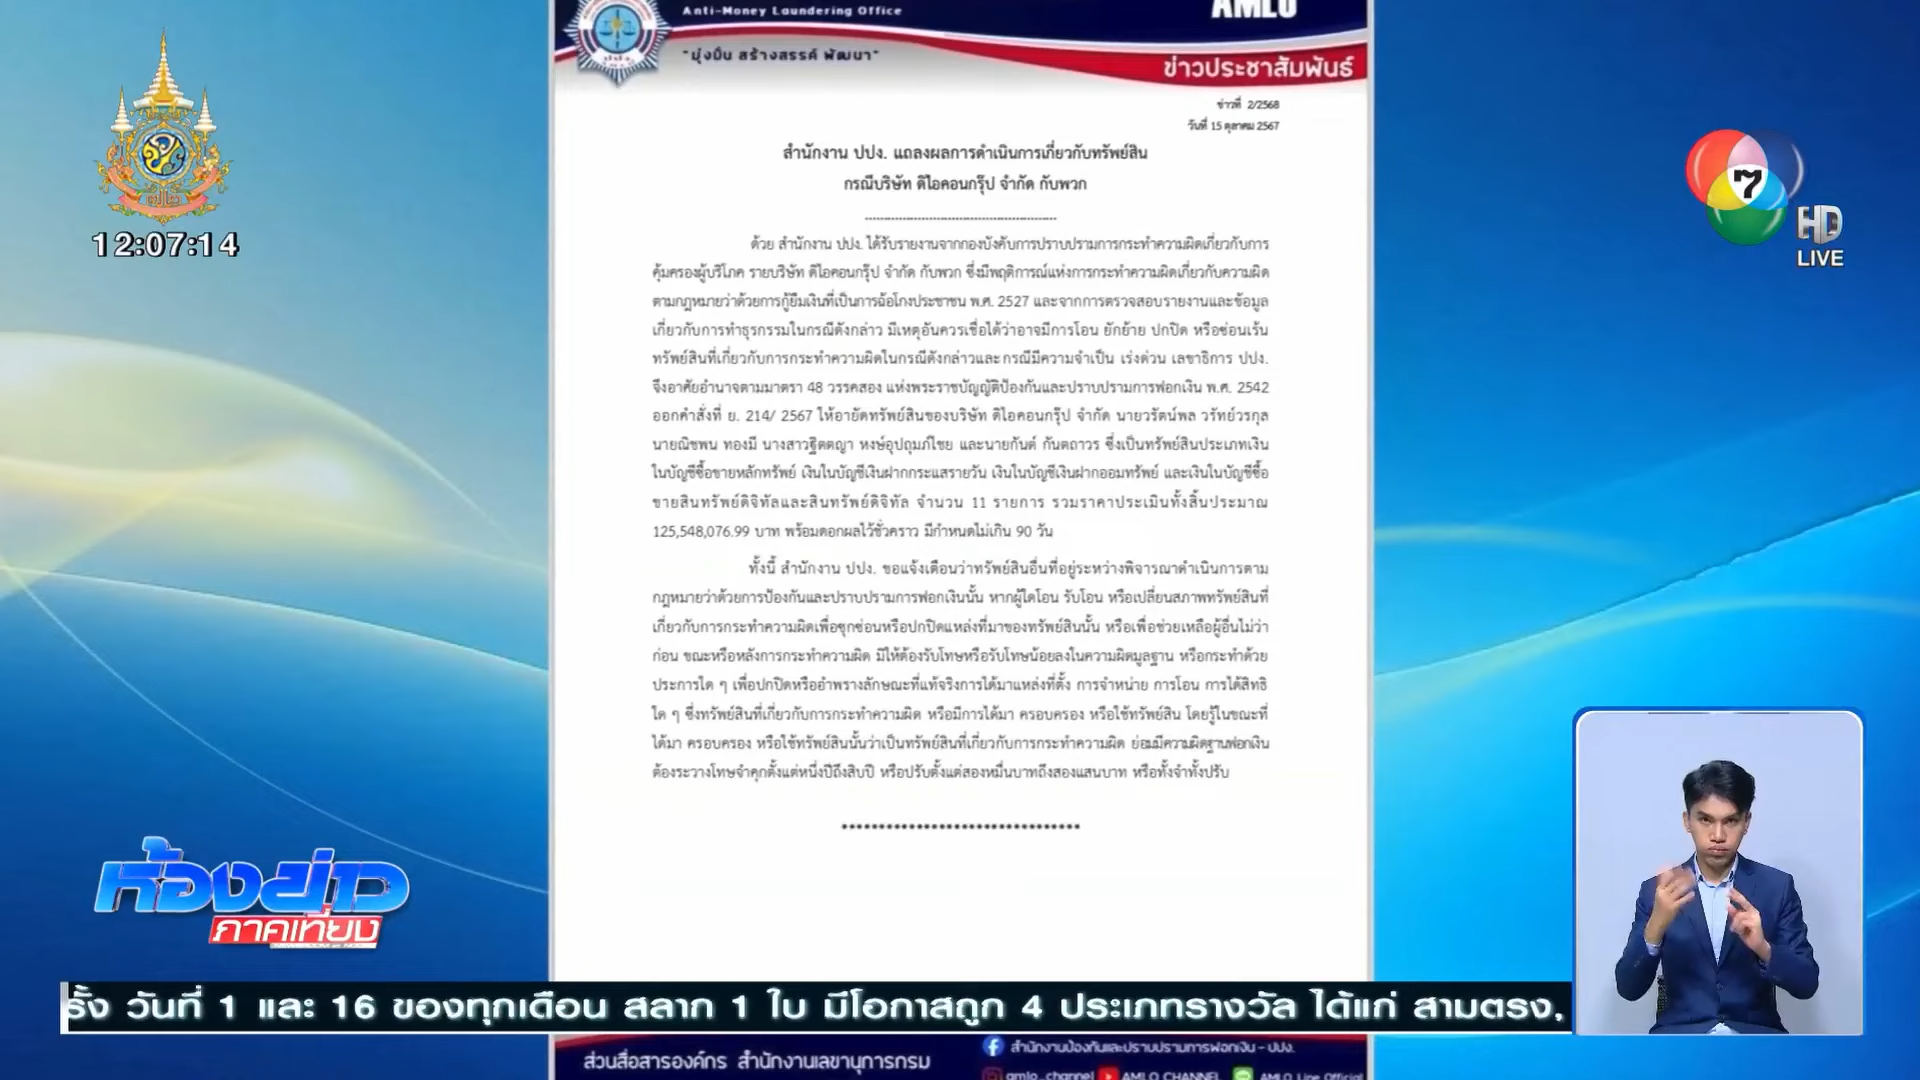 Anti-Money Laundering Office
AMLO
"มุ่งมั่น สร้างสรรค์ พัฒนา"
ข่าวประชาสัมพันธ์
ข่าวที่ 2/2568
วันที่ 15 ตุลาคม 2567
สำนักงาน ปปง. แถลงผลการดำเนินการเกี่ยวกับทรัพย์สิน
กรณีบริษัท ดิไอคอนกรุ๊ป จำกัด กับพวก
ด้วย สำนักงาน ปปง. ได้รับรายงานจากกองบังคับการปราบปรามการกระทำความผิดเกี่ยวกับการ
คุ้มครองผู้บริโภค รายบริษัท ดิไอคอนกรุ๊ป จำกัด กับพวก ซึ่งมีพฤติการณ์แห่งการกระทำความผิดเกี่ยวกับความผิด
ตามกฎหมายว่าด้วยการกู้ยืมเงินที่เป็นการฉ้อโกงประชาชน พ.ศ. 2527 และจากการตรวจสอบรายงานและข้อมูล
เกี่ยวกับการทำธุรกรรมในกรณีดังกล่าว มีเหตุอันควรเชื่อได้ว่าอาจมีการโอน ยักย้าย ปกปิด หรือซ่อนเร้น
ทรัพย์สินที่เกี่ยวกับการกระทำความผิดในกรณีดังกล่าวและกรณีมีความจำเป็น เร่งด่วน เลขาธิการ ปปง.
จึงอาศัยอำนาจตามมาตรา 48 วรรคสอง แห่งพระราชบัญญัติป้องกันและปราบปรามการฟอกเงิน พ.ศ. 2542
ออกคำสั่งที่ ย. 214/ 2567 ให้อายัดทรัพย์สินของบริษัท ดิไอคอนกรุ๊ป จำกัด นายวรัตน์พล วรัทย์วรกุล
นายณิชพน ทองมี นางสาวฐิตตญา หงษ์อุปถุมภ์ไชย และนายกันต์ กันตถาวร ซึ่งเป็นทรัพย์สินประเภทเงิน
ในบัญชีซื้อขายหลักทรัพย์ เงินในบัญชีเงินฝากกระแสรายวัน เงินในบัญชีเงินฝากออมทรัพย์ และเงินในบัญชีซื้อ
ขายสินทรัพย์ดิจิทัลและสินทรัพย์ดิจิทัล จำนวน 11 รายการ รวมราคาประเมินทั้งสิ้นประมาณ
125,548,076.99 บาท พร้อมดอกผลไว้ชั่วคราว มีกำหนดไม่เกิน 90 วัน
ทั้งนี้ สำนักงาน ปปง. ขอแจ้งเตือนว่าทรัพย์สินอื่นที่อยู่ระหว่างพิจารณาดำเนินการตาม
กฎหมายว่าด้วยการป้องกันและปราบปรามการฟอกเงินนั้น หากผู้ใดโอน รับโอน หรือเปลี่ยนสภาพทรัพย์สินที่
เกี่ยวกับการกระทำความผิดเพื่อซุกซ่อนหรือปกปิดแหล่งที่มาของทรัพย์สินนั้น หรือเพื่อช่วยเหลือผู้อื่นไม่ว่า
ก่อน ขณะหรือหลังการกระทำความผิด มิให้ต้องรับโทษหรือรับโทษน้อยลงในความผิดมูลฐาน หรือกระทำด้วย
ประการใด ๆ เพื่อปกปิดหรืออำพรางลักษณะที่แท้จริงการได้มาแหล่งที่ตั้ง การจำหน่าย การโอน การได้สิทธิ
ใด ๆ ซึ่งทรัพย์สินที่เกี่ยวกับการกระทำความผิด หรือมีการได้มา ครอบครอง หรือใช้ทรัพย์สิน โดยรู้ในขณะที่
ได้มา ครอบครอง หรือใช้ทรัพย์สินนั้นว่าเป็นทรัพย์สินที่เกี่ยวกับการกระทำความผิด ย่อมมีความผิดฐานฟอกเงิน
ต้องระวางโทษจำคุกตั้งแต่หนึ่งปีถึงสิบปี หรือปรับตั้งแต่สองหมื่นบาทถึงสองแสนบาท หรือทั้งจำทั้งปรับ
12:07:14
7
HD
LIVE
ห้องข่าว
ภาคเที่ยง
รั้ง วันที่ 1 และ 16 ของทุกเดือน สลาก 1 ใบ มีโอกาสถูก 4 ประเภทรางวัล ได้แก่ สามตรง,
ส่วนสื่อสารองค์กร สำนักงานเลขานุการกรม
สำนักงานป้องกันและปราบปรามการฟอกเงิน - ปปง.
amlo_channel AMLO CHANNEL AMLO Line Official